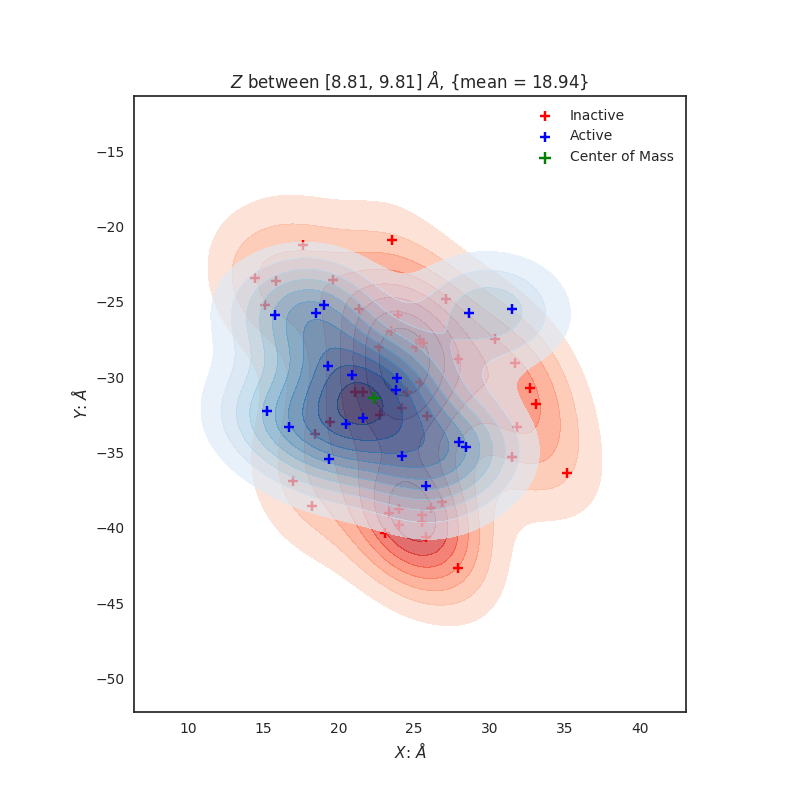 Z between [8.81, 9.81] Å, {mean = 18.94}
Inactive
Active
Center of Mass
−15
−20
−25
−30
−35
−40
−45
−50
Y: Å
10 15 20 25 30 35 40
X: Å